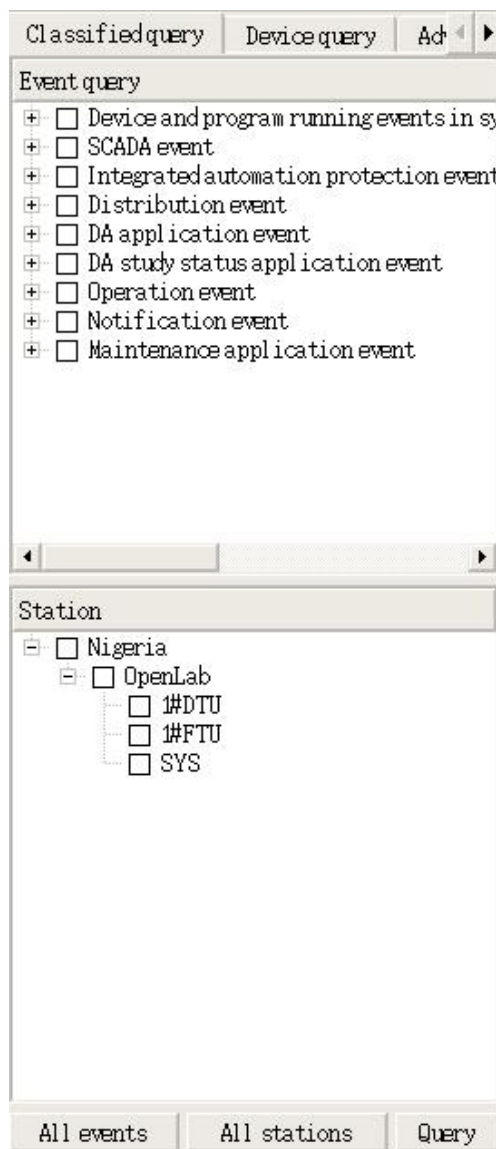 Classified query Device query Ad
Event query
Device and program running events in sy
SCADA event
Integrated automation protection event
Distribution event
DA application event
DA study status application event
Operation event
Notification event
Maintenance application event
Station
Nigeria
OpenLab
1#DTU
1#FTU
SYS
All events All stations Query